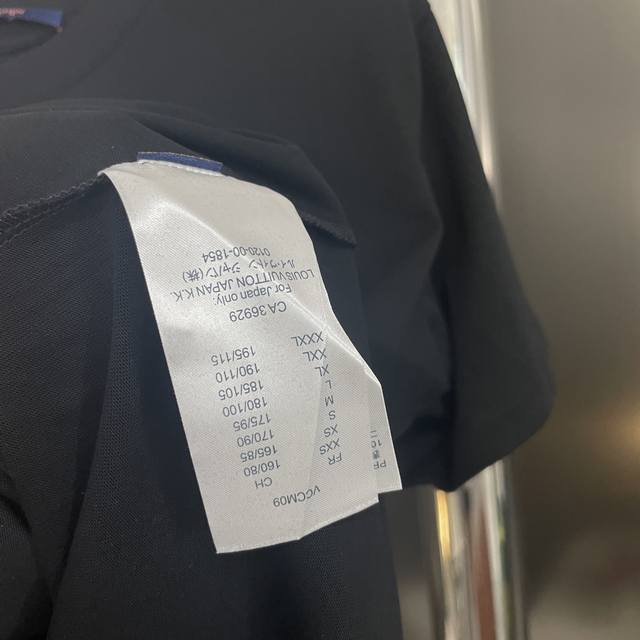 VCCM09
FR CH
XXS 160/80
XS 165/85
S 170/90
M 175/95
L 180/100
XL 185/105
XXL 190/110
XXXL 195/115
CA 36929
For Japan only:
LOUIS VUITTON JAPAN K.K.
ルイ・ヴィトン ジャパン(株)
0120-00-1854